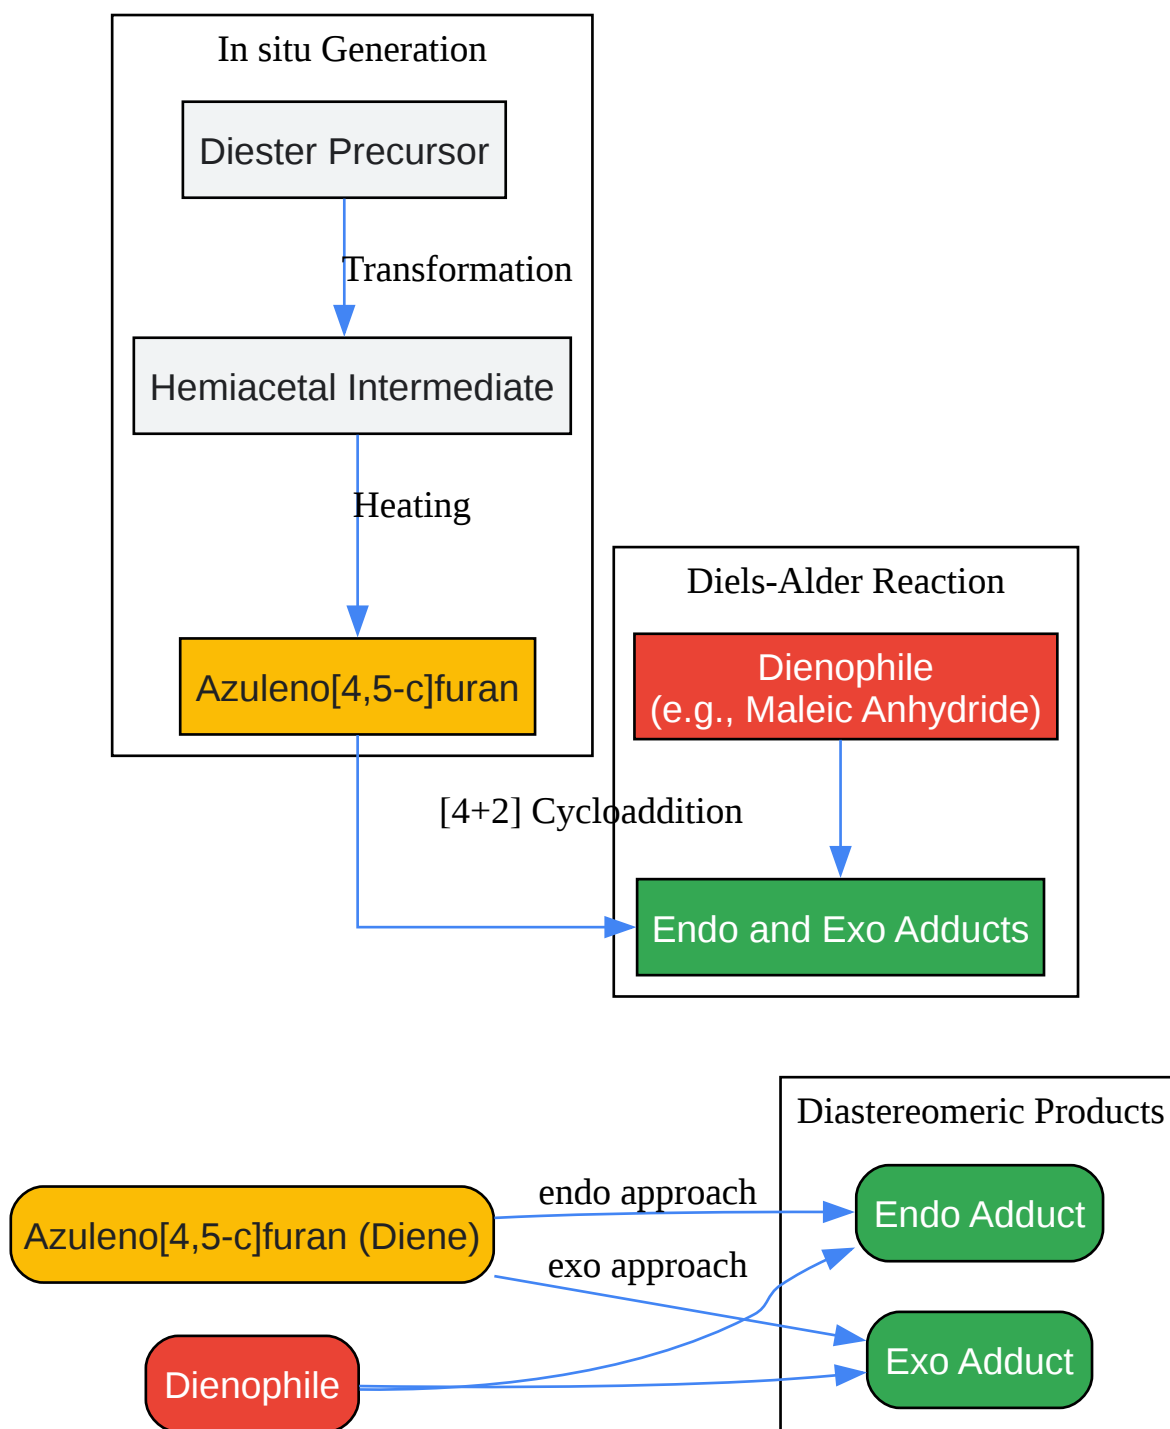 In situ Generation
Diester Precursor
Transformation
Hemiacetal Intermediate
Heating
Azuleno[4,5-c]furan
Diels-Alder Reaction
Dienophile
(e.g., Maleic Anhydride)
[4+2] Cycloaddition
Endo and Exo Adducts
Diastereomeric Products
endo approach
Endo Adduct
Azuleno[4,5-c]furan (Diene)
exo approach
Exo Adduct
Dienophile